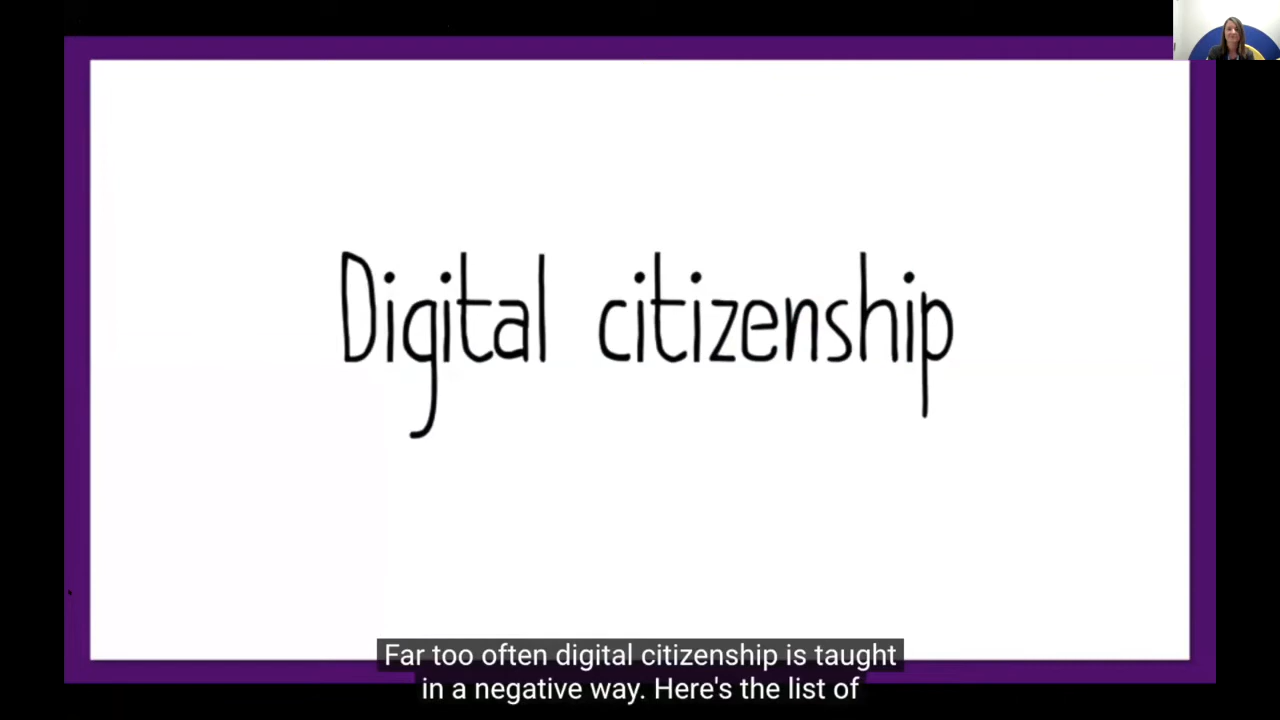 Digital citizenship
Far too often digital citizenship is taught
in a negative way. Here's the list of